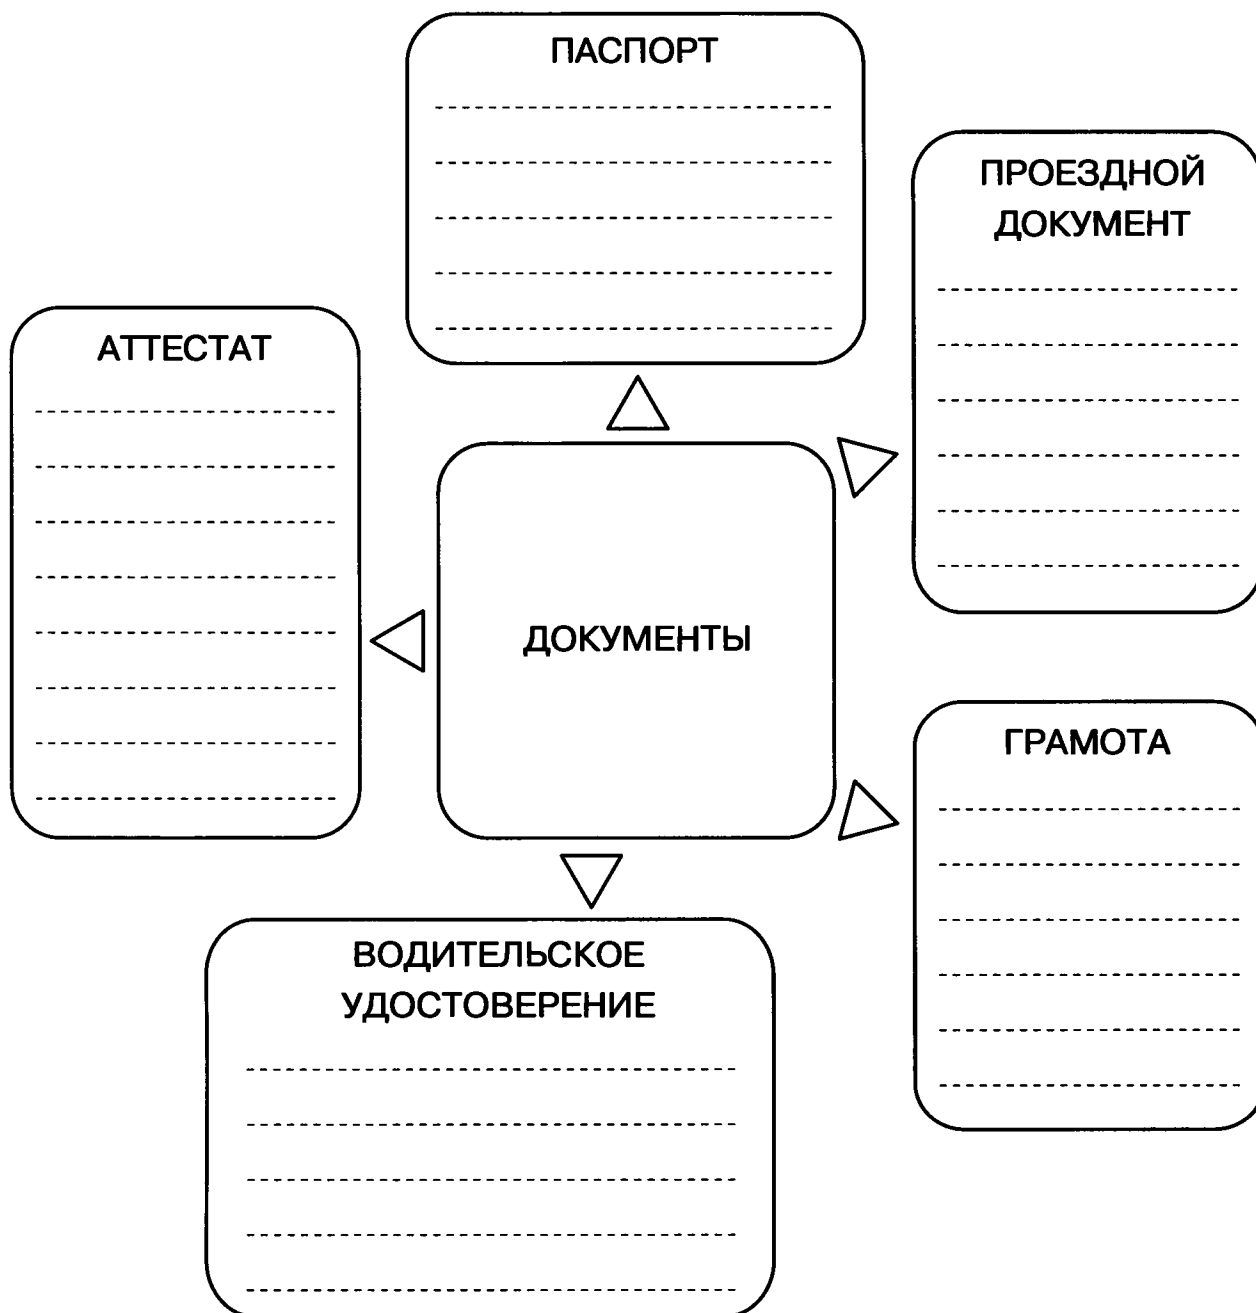 ПАСПОРТ
ПРОЕЗДНОЙ
ДОКУМЕНТ
АТТЕСТАТ
ДОКУМЕНТЫ
ГРАМОТА
ВОДИТЕЛЬСКОЕ
УДОСТОВЕРЕНИЕ